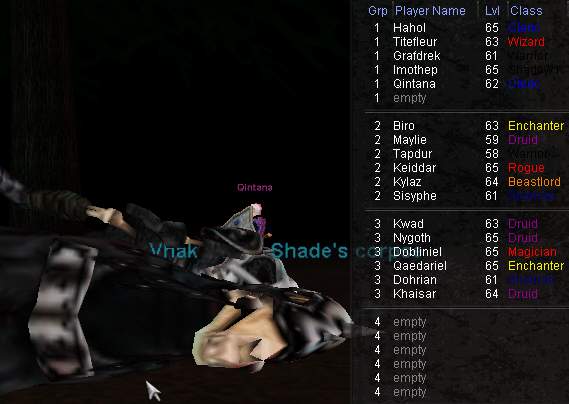 Grp Player Name Lvl Class
1 Hahol 65 Cleric
1 Titefleur 63 Wizard
1 Grafdrek 61 Warrior
1 Imothep 65
1 Qintana 62 Cleric
1 empty
2 Biro 63 Enchanter
2 Maylie 59 Druid
2 Tapdur 58 Warrior
2 Keiddar 65 Rogue
2 Kylaz 64 Beastlord
2 Sisyphe 61
3 Kwad 63 Druid
3 Nygoth 65 Druid
3 Dobliniel 65 Magician
3 Qaedariel 65 Enchanter
3 Dohrian 61
3 Khaisar 64 Druid
4 empty
4 empty
4 empty
4 empty
4 empty
4 empty
Qintana
Vriak Shade's corpse